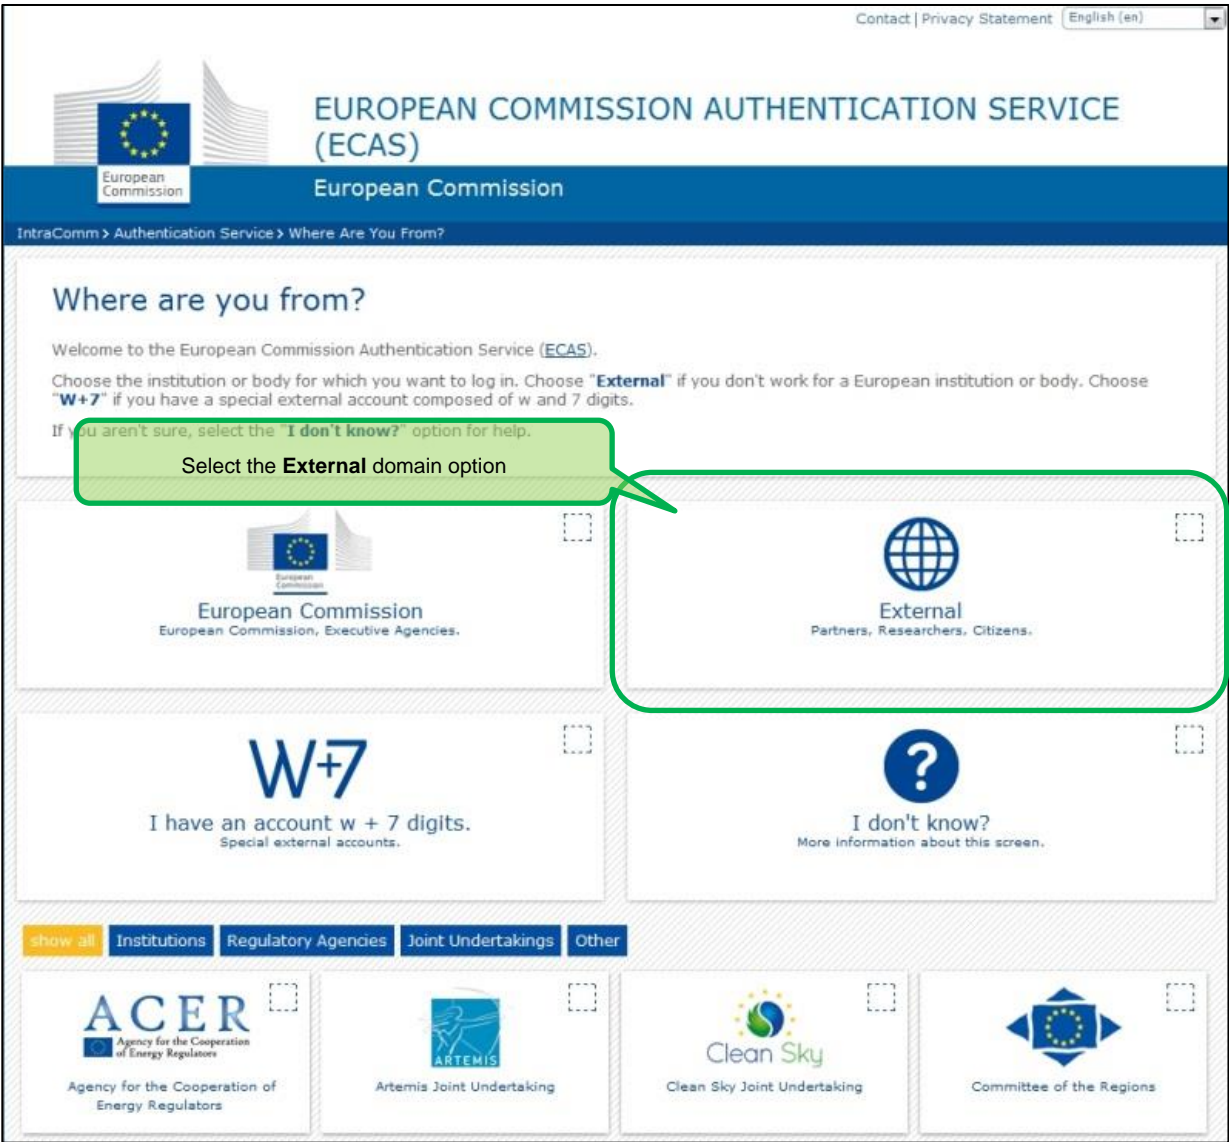 Contact | Privacy Statement English (en)
EUROPEAN COMMISSION AUTHENTICATION SERVICE
(ECAS)
European
Commission
European Commission
IntraComm > Authentication Service > Where Are You From?
Where are you from?
Welcome to the European Commission Authentication Service (ECAS).
Choose the institution or body for which you want to log in. Choose "External" if you don't work for a European institution or body. Choose
"W+7" if you have a special external account composed of w and 7 digits.
If you aren't sure, select the "I don't know?" option for help.
Select the External domain option
European
Commission
European Commission
European Commission, Executive Agencies.
External
Partners, Researchers, Citizens.
W+7
I have an account w + 7 digits.
Special external accounts.
?
I don't know?
More information about this screen.
show all Institutions Regulatory Agencies Joint Undertakings Other
ACER
Agency for the Cooperation
of Energy Regulators
Agency for the Cooperation of
Energy Regulators
ARTEMIS
Artemis Joint Undertaking
Clean Sky
Clean Sky Joint Undertaking
Committee of the Regions